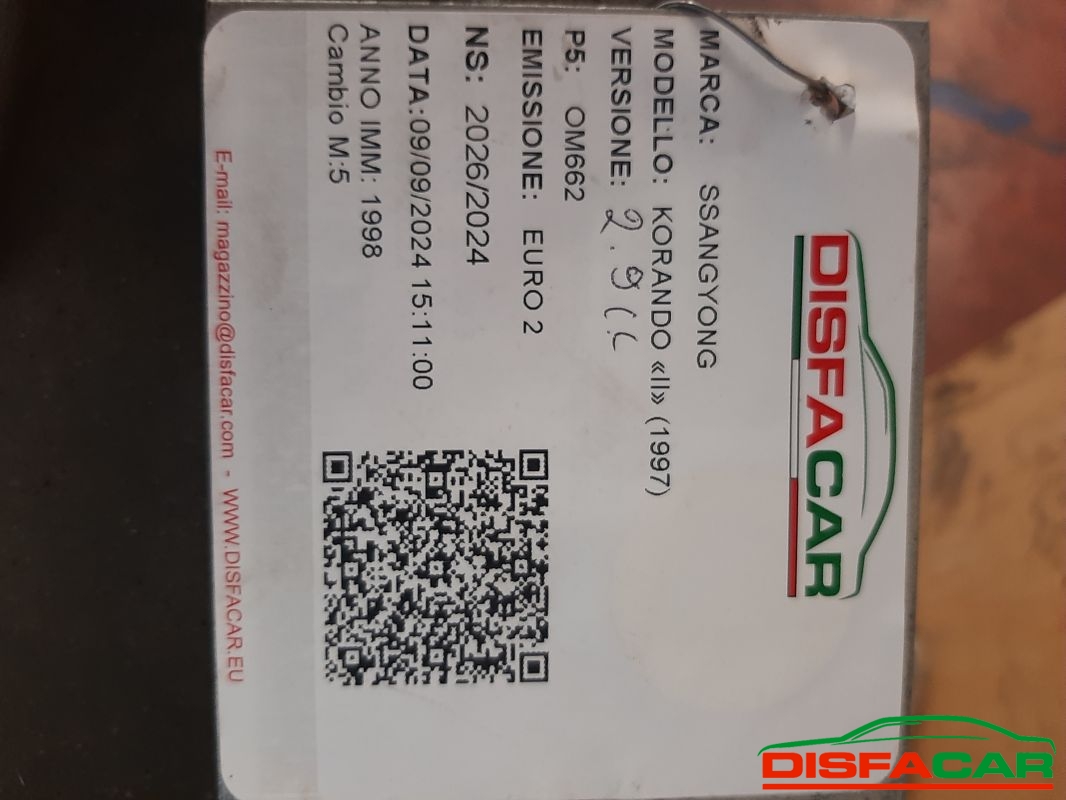 DISFACAR
MARCA: SSANGYONG
MODELLO: KORANDO «II» (1997)
VERSIONE: 2.9
P5: OM662
EMISSIONE: EURO 2
NS: 2026/2024
DATA:09/09/2024 15:11:00
ANNO IMM: 1998
Cambio M:5
E-mail: magazzino@disfacar.com - WWW.DISFACAR.EU
DISFACAR